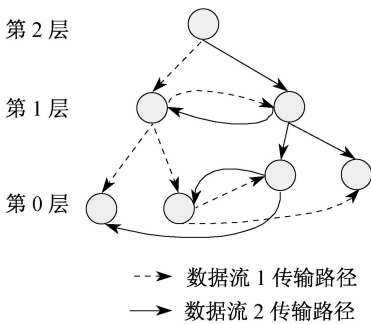 第 2 层
第 1 层
第 0 层
数据流 1 传输路径
数据流 2 传输路径